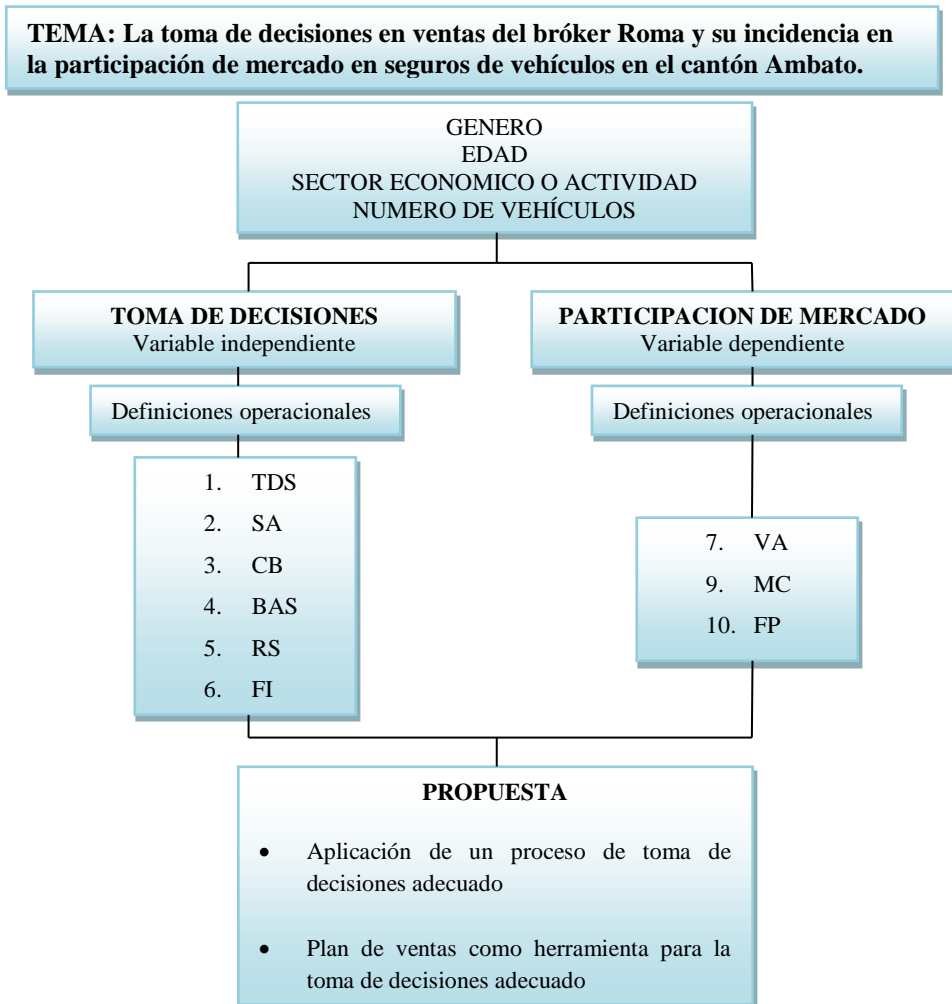 TEMA: La toma de decisiones en ventas del bróker Roma y su incidencia en
la participación de mercado en seguros de vehículos en el cantón Ambato.
GENERO
EDAD
SECTOR ECONOMICO O ACTIVIDAD
NUMERO DE VEHÍCULOS
TOMA DE DECISIONES
Variable independiente
PARTICIPACION DE MERCADO
Variable dependiente
Definiciones operacionales
Definiciones operacionales
1. TDS
2. SA
3. CB
4. BAS
5. RS
6. FI
7. VA
9. MC
10. FP
PROPUESTA
• Aplicación de un proceso de toma de
decisiones adecuado
• Plan de ventas como herramienta para la
toma de decisiones adecuado